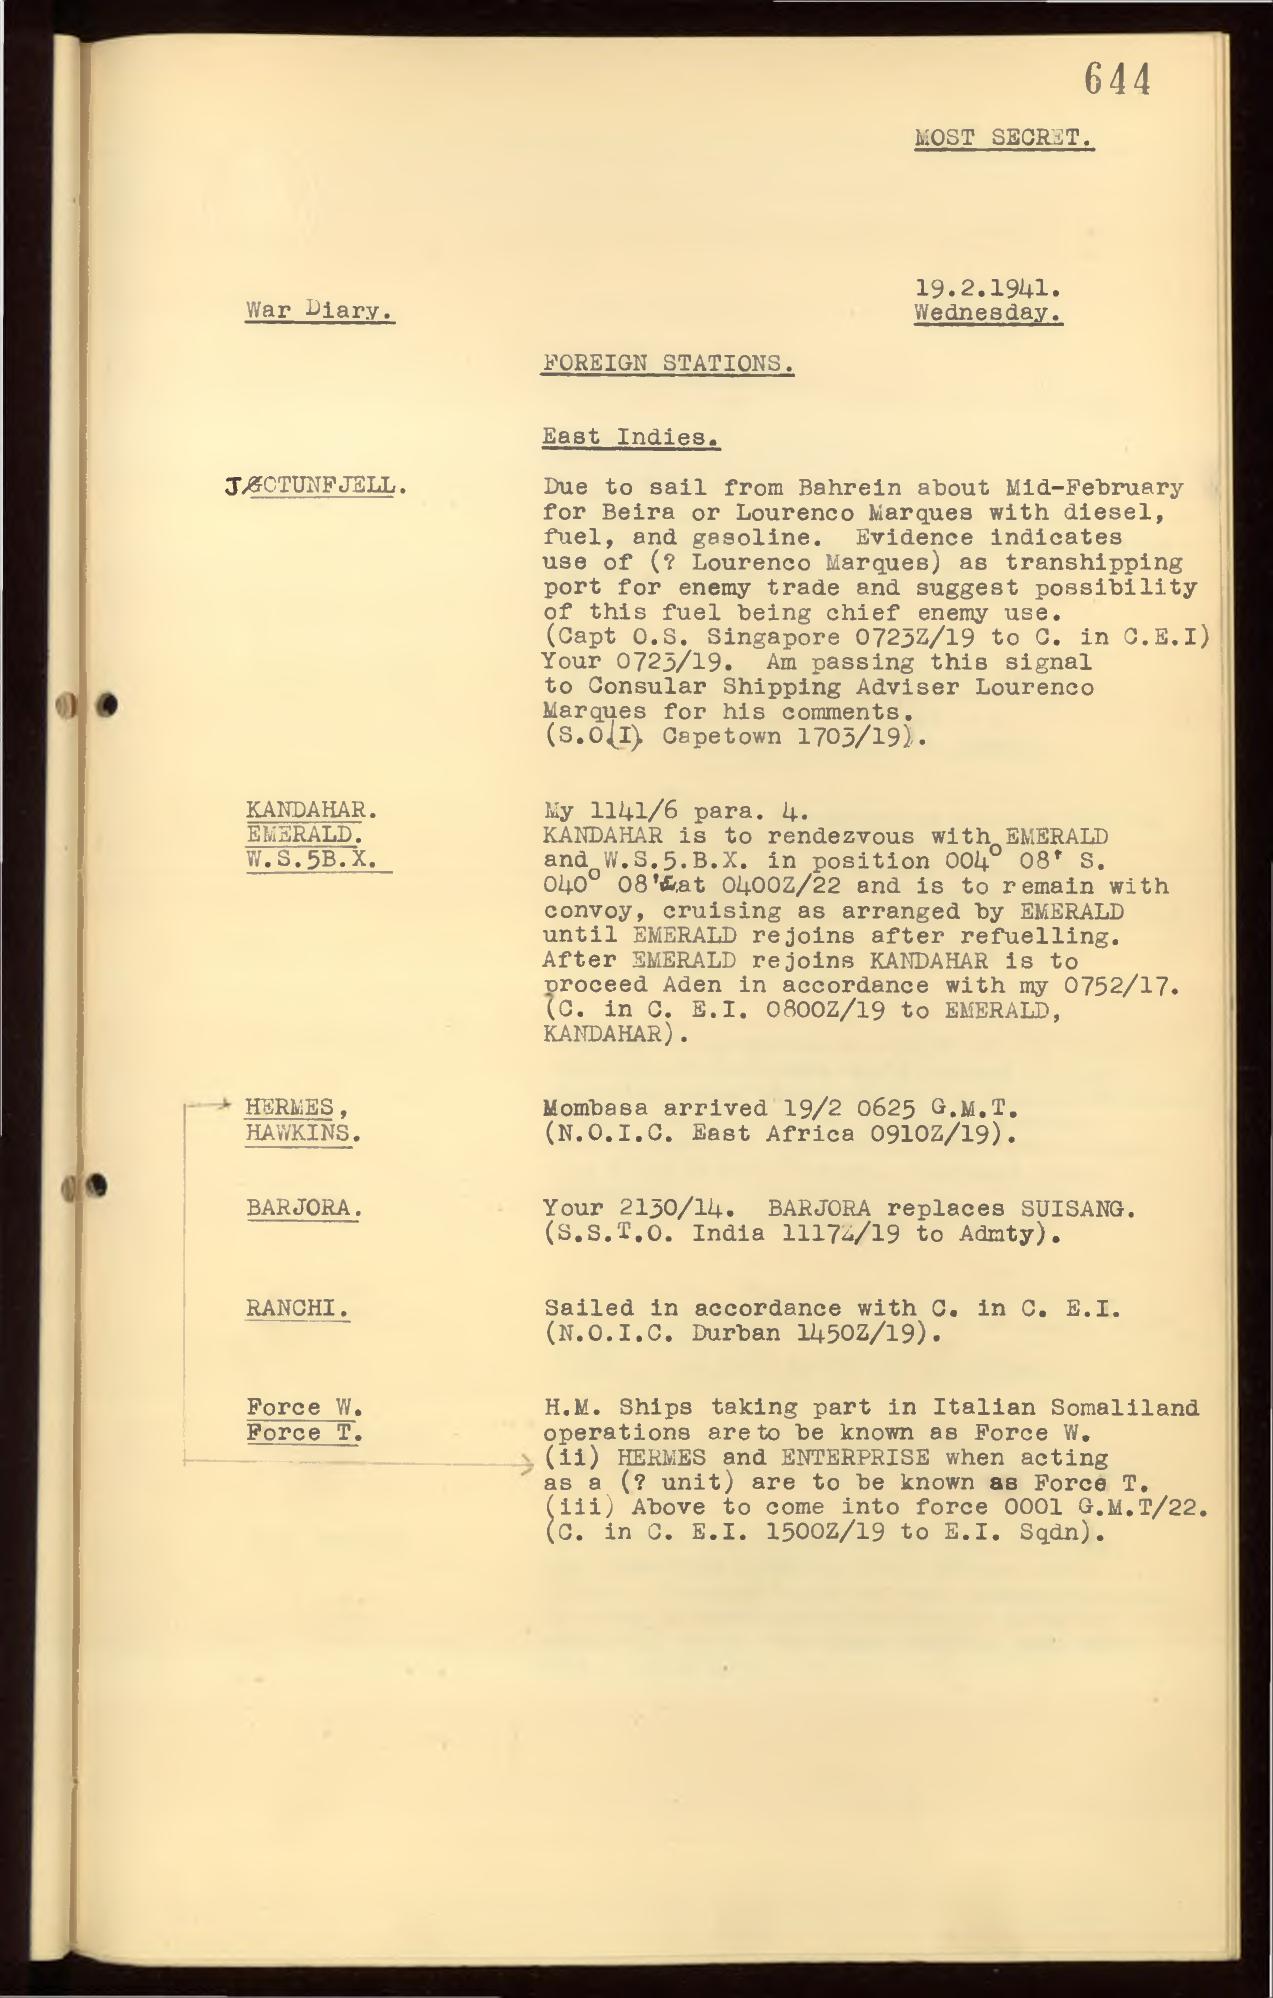 644
MOST SECRET.
19.2.1941.
War Diary.
Wednesday.
FOREIGN STATIONS.
East Indies.
JOTUNFJELL.
Due to sail from Bahrein about Mid-February
for Beira or Lourenco Marques with diesel,
fuel, and gasoline. Evidence indicates
use of (? Lourenco Marques) as transhipping
port for enemy trade and suggest possibility
of this fuel being chief enemy use.
(Capt O.S. Singapore 0723Z/19 to C. in C.E.I)
Your 0723/19. Am passing this signal
to Consular Shipping Adviser Lourenco
Marques for his comments.
(S.O.(I). Capetown 1703/19).
KANDAHAR.
EMERALD.
W.S.5B.X.
My 1141/6 para. 4.
KANDAHAR is to rendezvous with EMERALD
and W.S.5.B.X. in position 004° 08' S.
040° 08'E at 0400Z/22 and is to remain with
convoy, cruising as arranged by EMERALD
until EMERALD rejoins after refuelling.
After EMERALD rejoins KANDAHAR is to
proceed Aden in accordance with my 0752/17.
(C. in C. E.I. 0800Z/19 to EMERALD,
KANDAHAR).
HERMES,
HAWKINS.
Mombasa arrived 19/2 0625 G.M.T.
(N.O.I.C. East Africa 0910Z/19).
BARJORA.
Your 2130/14. BARJORA replaces SUISANG.
(S.S.T.O. India 1117Z/19 to Admty).
RANCHI.
Sailed in accordance with C. in C. E.I.
(N.O.I.C. Durban 1450Z/19).
Force W.
Force T.
H.M. Ships taking part in Italian Somaliland
operations are to be known as Force W.
(ii) HERMES and ENTERPRISE when acting
as a (? unit) are to be known as Force T.
(iii) Above to come into force 0001 G.M.T/22.
(C. in C. E.I. 1500Z/19 to E.I. Sqdn).